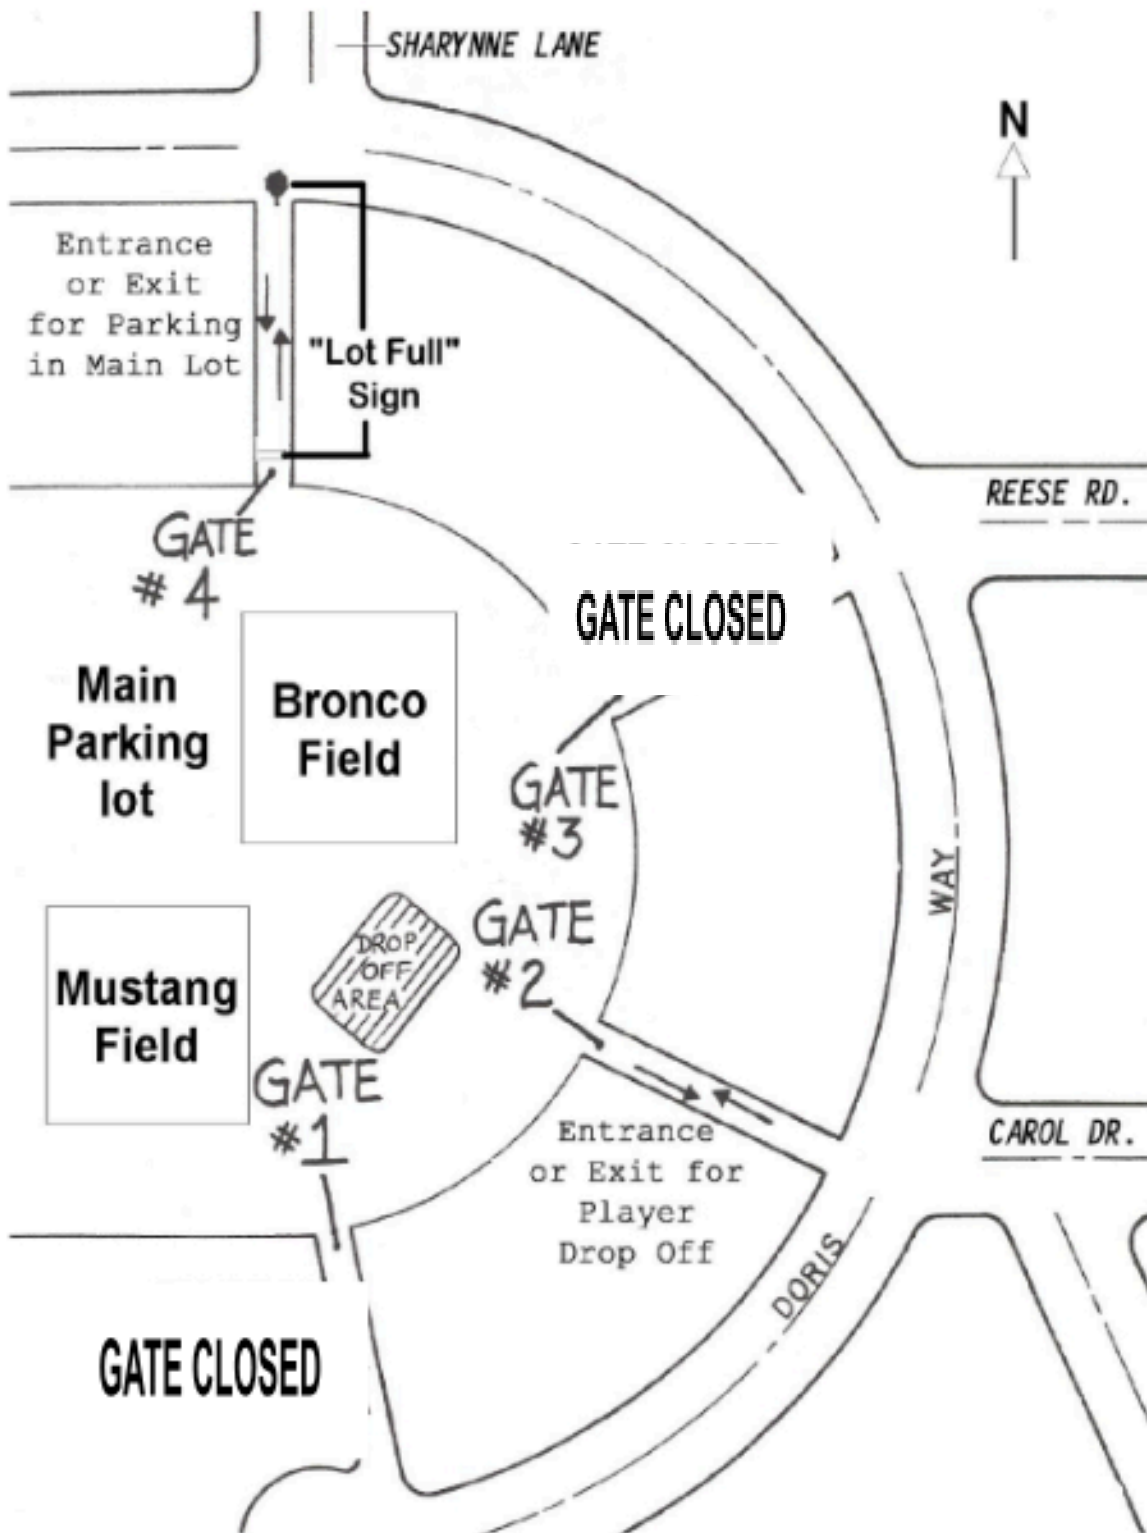 SHARYNNE LANE
N
Entrance
or Exit
for Parking
in Main Lot
"Lot Full"
Sign
REESE RD.
GATE
# 4
GATE CLOSED
Main
Parking
lot
Bronco
Field
GATE
#3
WAY
GATE
#2
DROP
OFF
AREA
Mustang
Field
GATE
#1
CAROL DR.
Entrance
or Exit for
Player
Drop Off
DORIS
GATE CLOSED